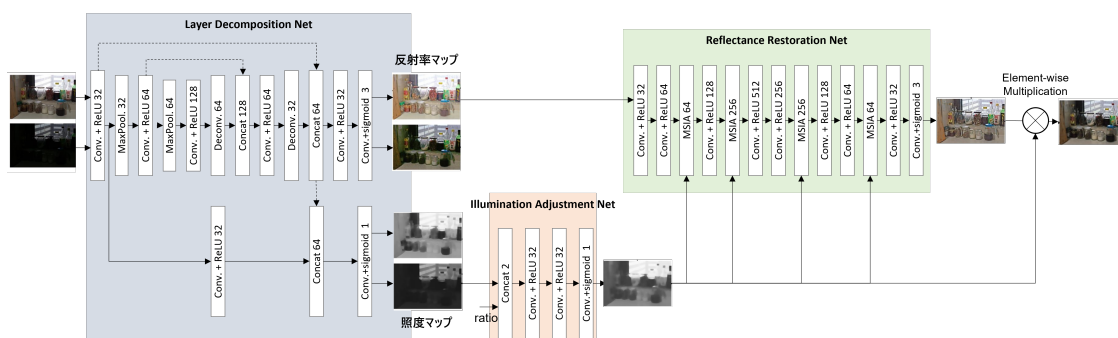 Layer Decomposition Net
Conv. + ReLU 32
MaxPool. 32
Conv. + ReLU 64
MaxPool. 64
Conv. + ReLU 128
Deconv. 64
Concat 128
Conv. + ReLU 64
Deconv. 32
Concat 64
Conv. + ReLU 32
Conv.+sigmoid 3
反射率マップ
Conv. + ReLU 32
Concat 64
Conv.+sigmoid 1
照度マップ
Illumination Adjustment Net
ratio
Concat 2
Conv. + ReLU 32
Conv. + ReLU 32
Conv.+sigmoid 1
Reflectance Restoration Net
Conv. + ReLU 32
Conv. + ReLU 64
MSIA 64
Conv. + ReLU 128
MSIA 256
Conv. + ReLU 512
Conv. + ReLU 256
MSIA 256
Conv. + ReLU 128
Conv. + ReLU 64
MSIA 64
Conv. + ReLU 32
Conv.+sigmoid 3
Element-wise
Multiplication